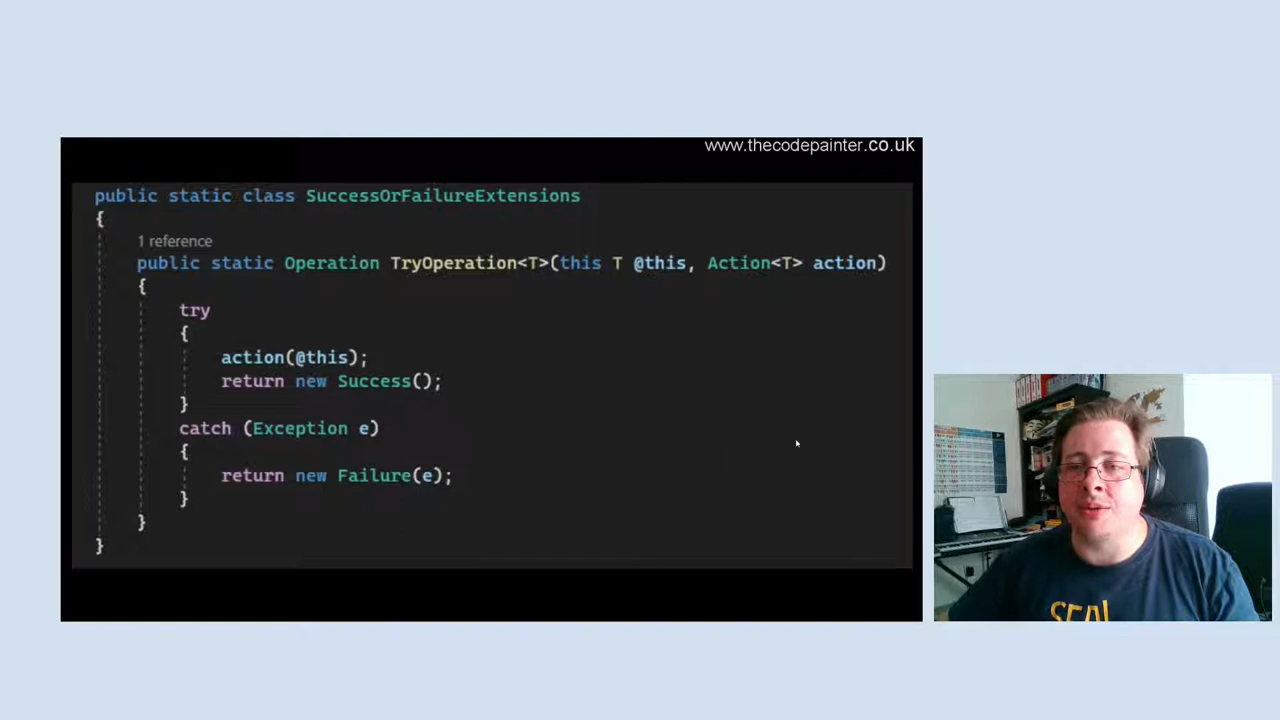 www.thecodepainter.co.uk
public static class SuccessOrFailureExtensions
{
1 reference
public static Operation TryOperation<T>(this T @this, Action<T> action)
{
try
{
action(@this);
return new Success();
}
catch (Exception e)
{
return new Failure(e);
}
}
}